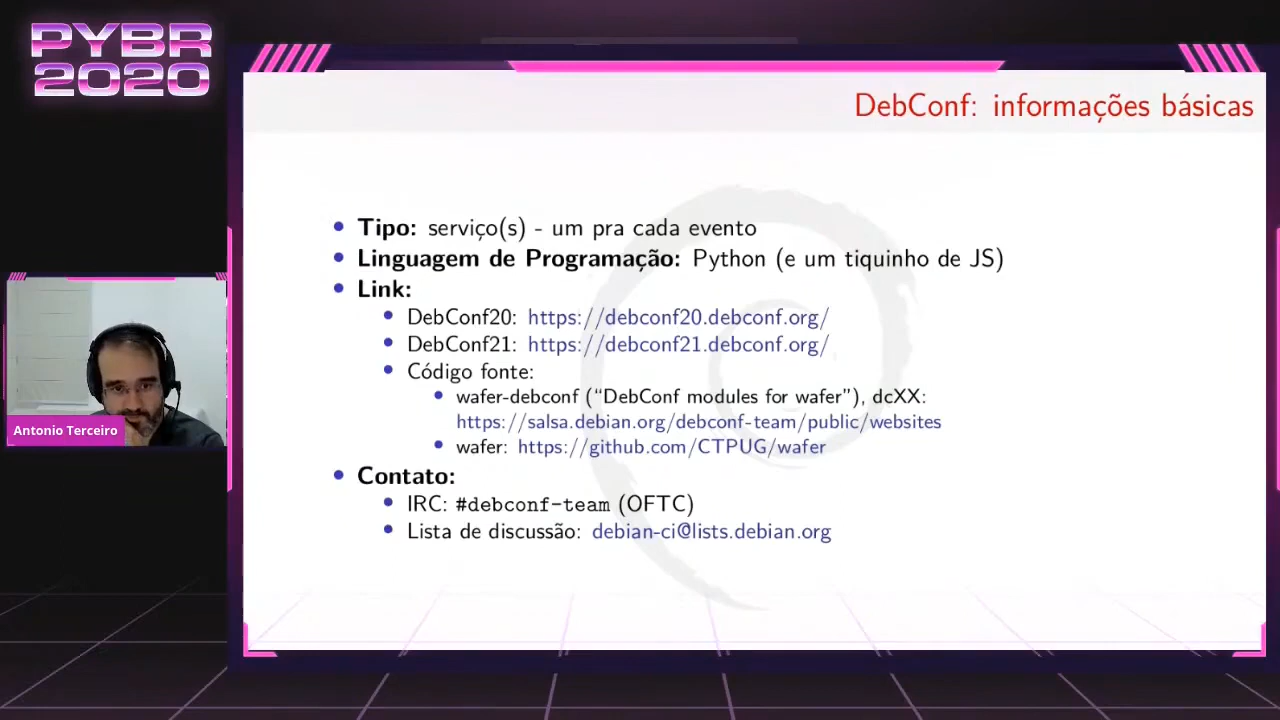 PYBR
2020
DebConf: informações básicas
Tipo: serviço(s) - um pra cada evento
Linguagem de Programação: Python (e um tiquinho de JS)
Link:
DebConf20: https://debconf20.debconf.org/
DebConf21: https://debconf21.debconf.org/
Código fonte:
wafer-debconf (“DebConf modules for wafer”), dcXX:
https://salsa.debian.org/debconf-team/public/websites
wafer: https://github.com/CTPUG/wafer
Contato:
IRC: #debconf-team (OFTC)
Lista de discussão: debian-ci@lists.debian.org
Antonio Terceiro